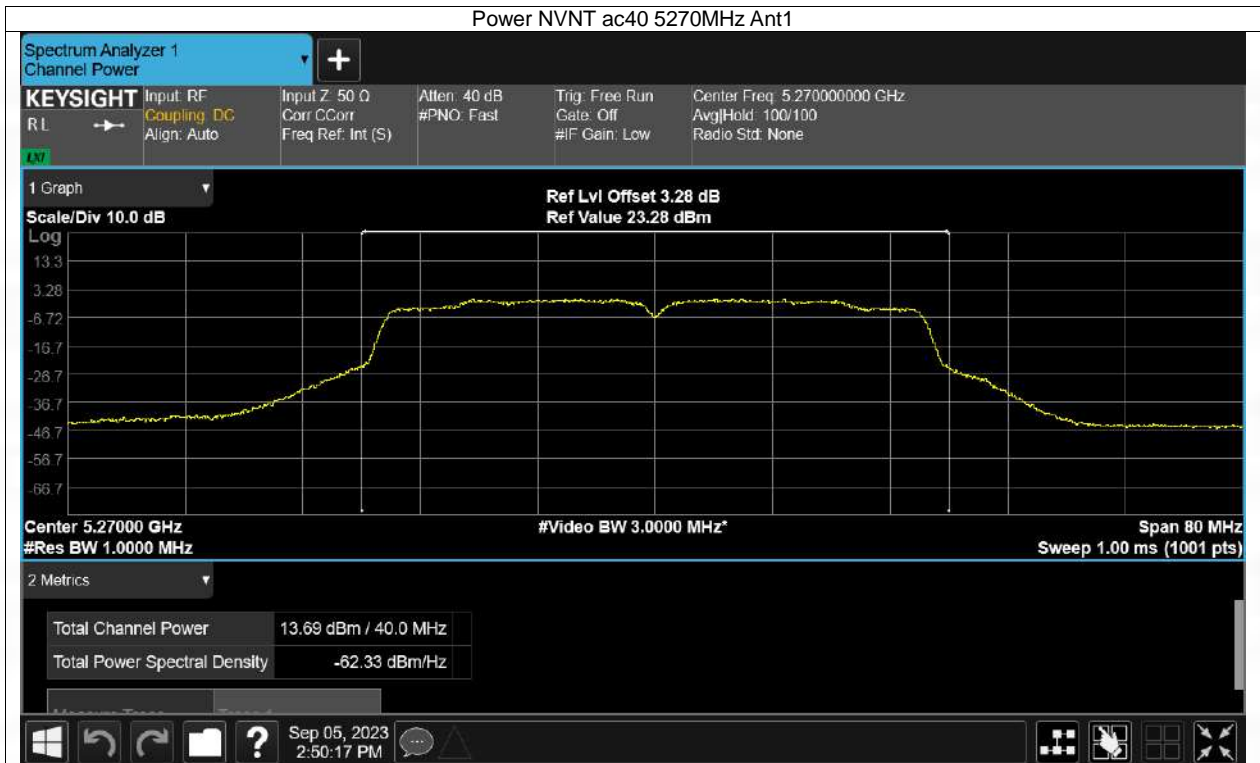 Power NVNT ac40 5270MHz Ant1
Spectrum Analyzer 1
Channel Power
KEYSIGHT
RL
LXI
Input: RF
Coupling: DC
Align: Auto
Input Z: 50 Ω
Corr CCorr
Freq Ref: Int (S)
Atten: 40 dB
#PNO: Fast
Trig: Free Run
Gate: Off
#IF Gain: Low
Center Freq: 5.270000000 GHz
Avg|Hold: 100/100
Radio Std: None
1 Graph
Scale/Div 10.0 dB
Ref Lvl Offset 3.28 dB
Ref Value 23.28 dBm
Log
13.3
3.28
-6.72
-16.7
-26.7
-36.7
-46.7
-56.7
-66.7
Center 5.27000 GHz
#Res BW 1.0000 MHz
#Video BW 3.0000 MHz*
Span 80 MHz
Sweep 1.00 ms (1001 pts)
2 Metrics
Total Channel Power 13.69 dBm / 40.0 MHz
Total Power Spectral Density -62.33 dBm/Hz
Sep 05, 2023
2:50:17 PM